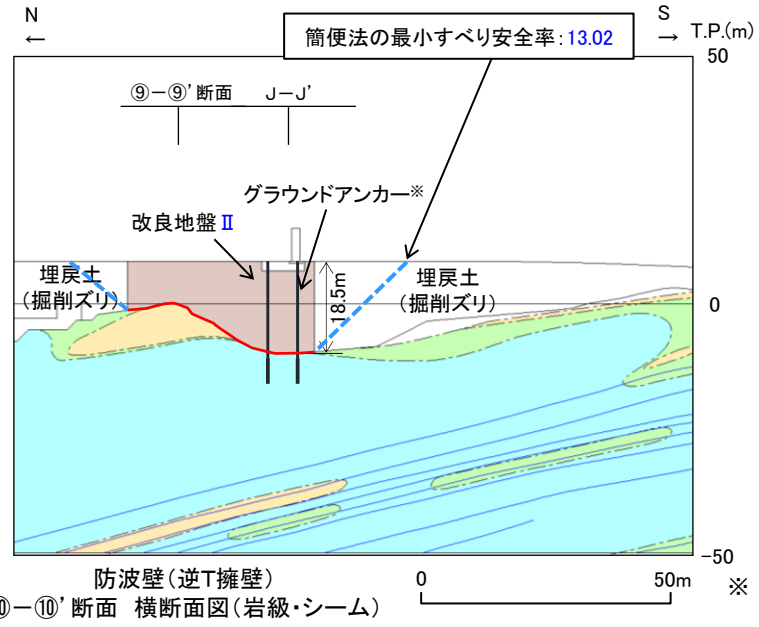 N
←
S
→
T.P.(m)
簡便法の最小すべり安全率：13.02
50
⑨－⑨’断面
J－J’
グラウンドアンカー※
改良地盤Ⅱ
埋戻土
（掘削ズリ）
18.5m
埋戻土
（掘削ズリ）
0
-50
防波壁（逆T擁壁）
0
50m
※
－⑩’断面 横断面図（岩級・シーム）